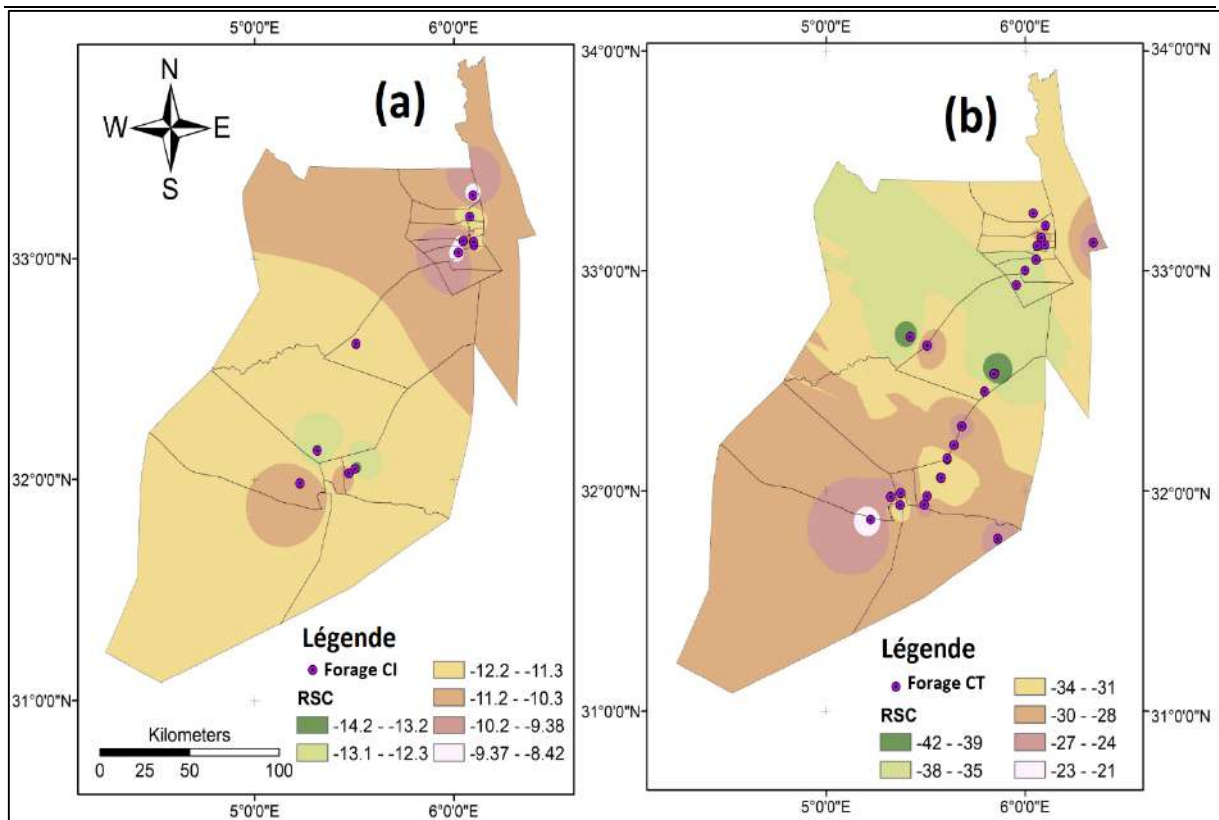 5°0'0"E 6°0'0"E
(a)
N
W E
S
33°0'0"N
32°0'0"N
31°0'0"N
Légende
Forage CI
RSC
-14.2 - -13.2
-13.1 - -12.3
-12.2 - -11.3
-11.2 - -10.3
-10.2 - -9.38
-9.37 - -8.42
Kilometers
0 25 50 100
5°0'0"E 6°0'0"E
5°0'0"E 6°0'0"E
34°0'0"N 34°0'0"N
(b)
33°0'0"N 33°0'0"N
32°0'0"N 32°0'0"N
31°0'0"N 31°0'0"N
Légende
Forage CT
RSC
-42 - -39
-38 - -35
-34 - -31
-30 - -28
-27 - -24
-23 - -21
5°0'0"E 6°0'0"E